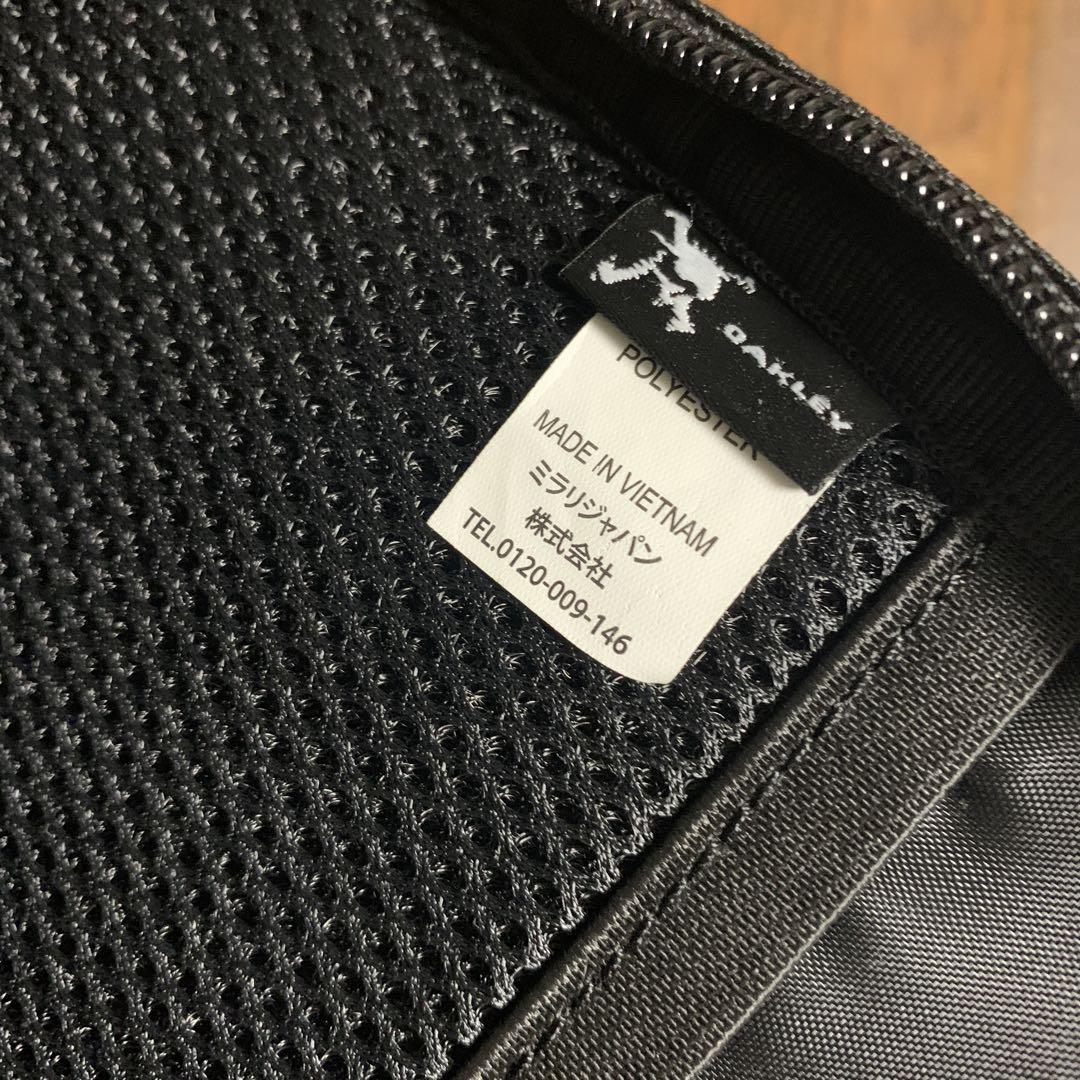 OAKLEY
POLYESTER
MADE IN VIETNAM
ミラリジャパン
株式会社
TEL.0120-009-146